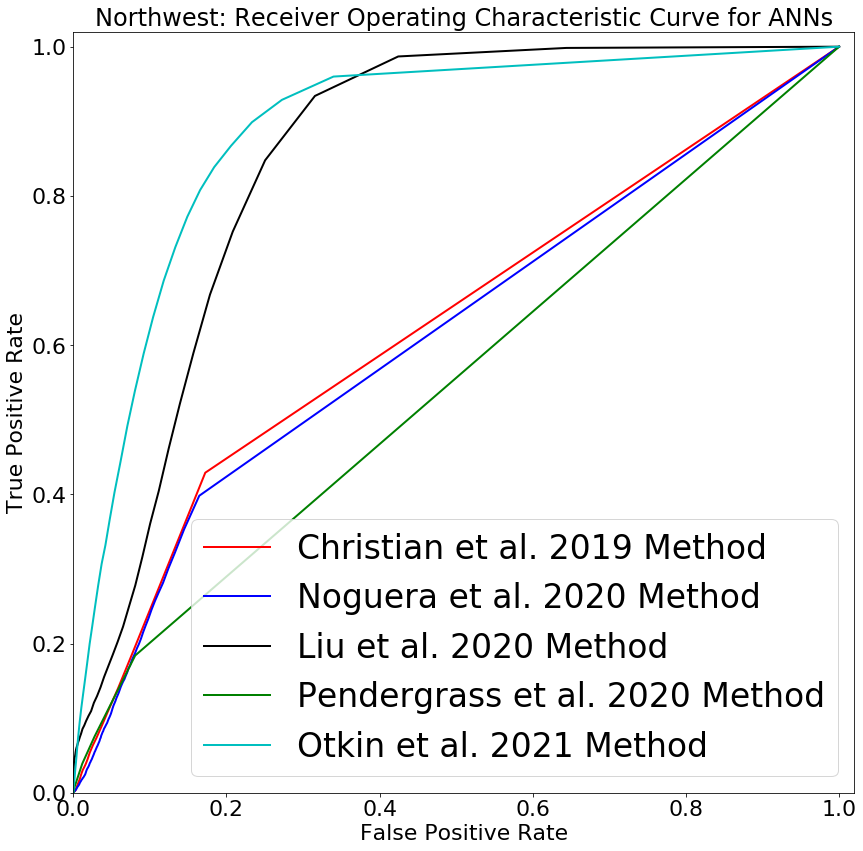 Northwest: Receiver Operating Characteristic Curve for ANNs
1.0
0.8
0.6
0.4
0.2
0.0
True Positive Rate
Christian et al. 2019 Method
Noguera et al. 2020 Method
Liu et al. 2020 Method
Pendergrass et al. 2020 Method
Otkin et al. 2021 Method
0.0 0.2 0.4 0.6 0.8 1.0
False Positive Rate